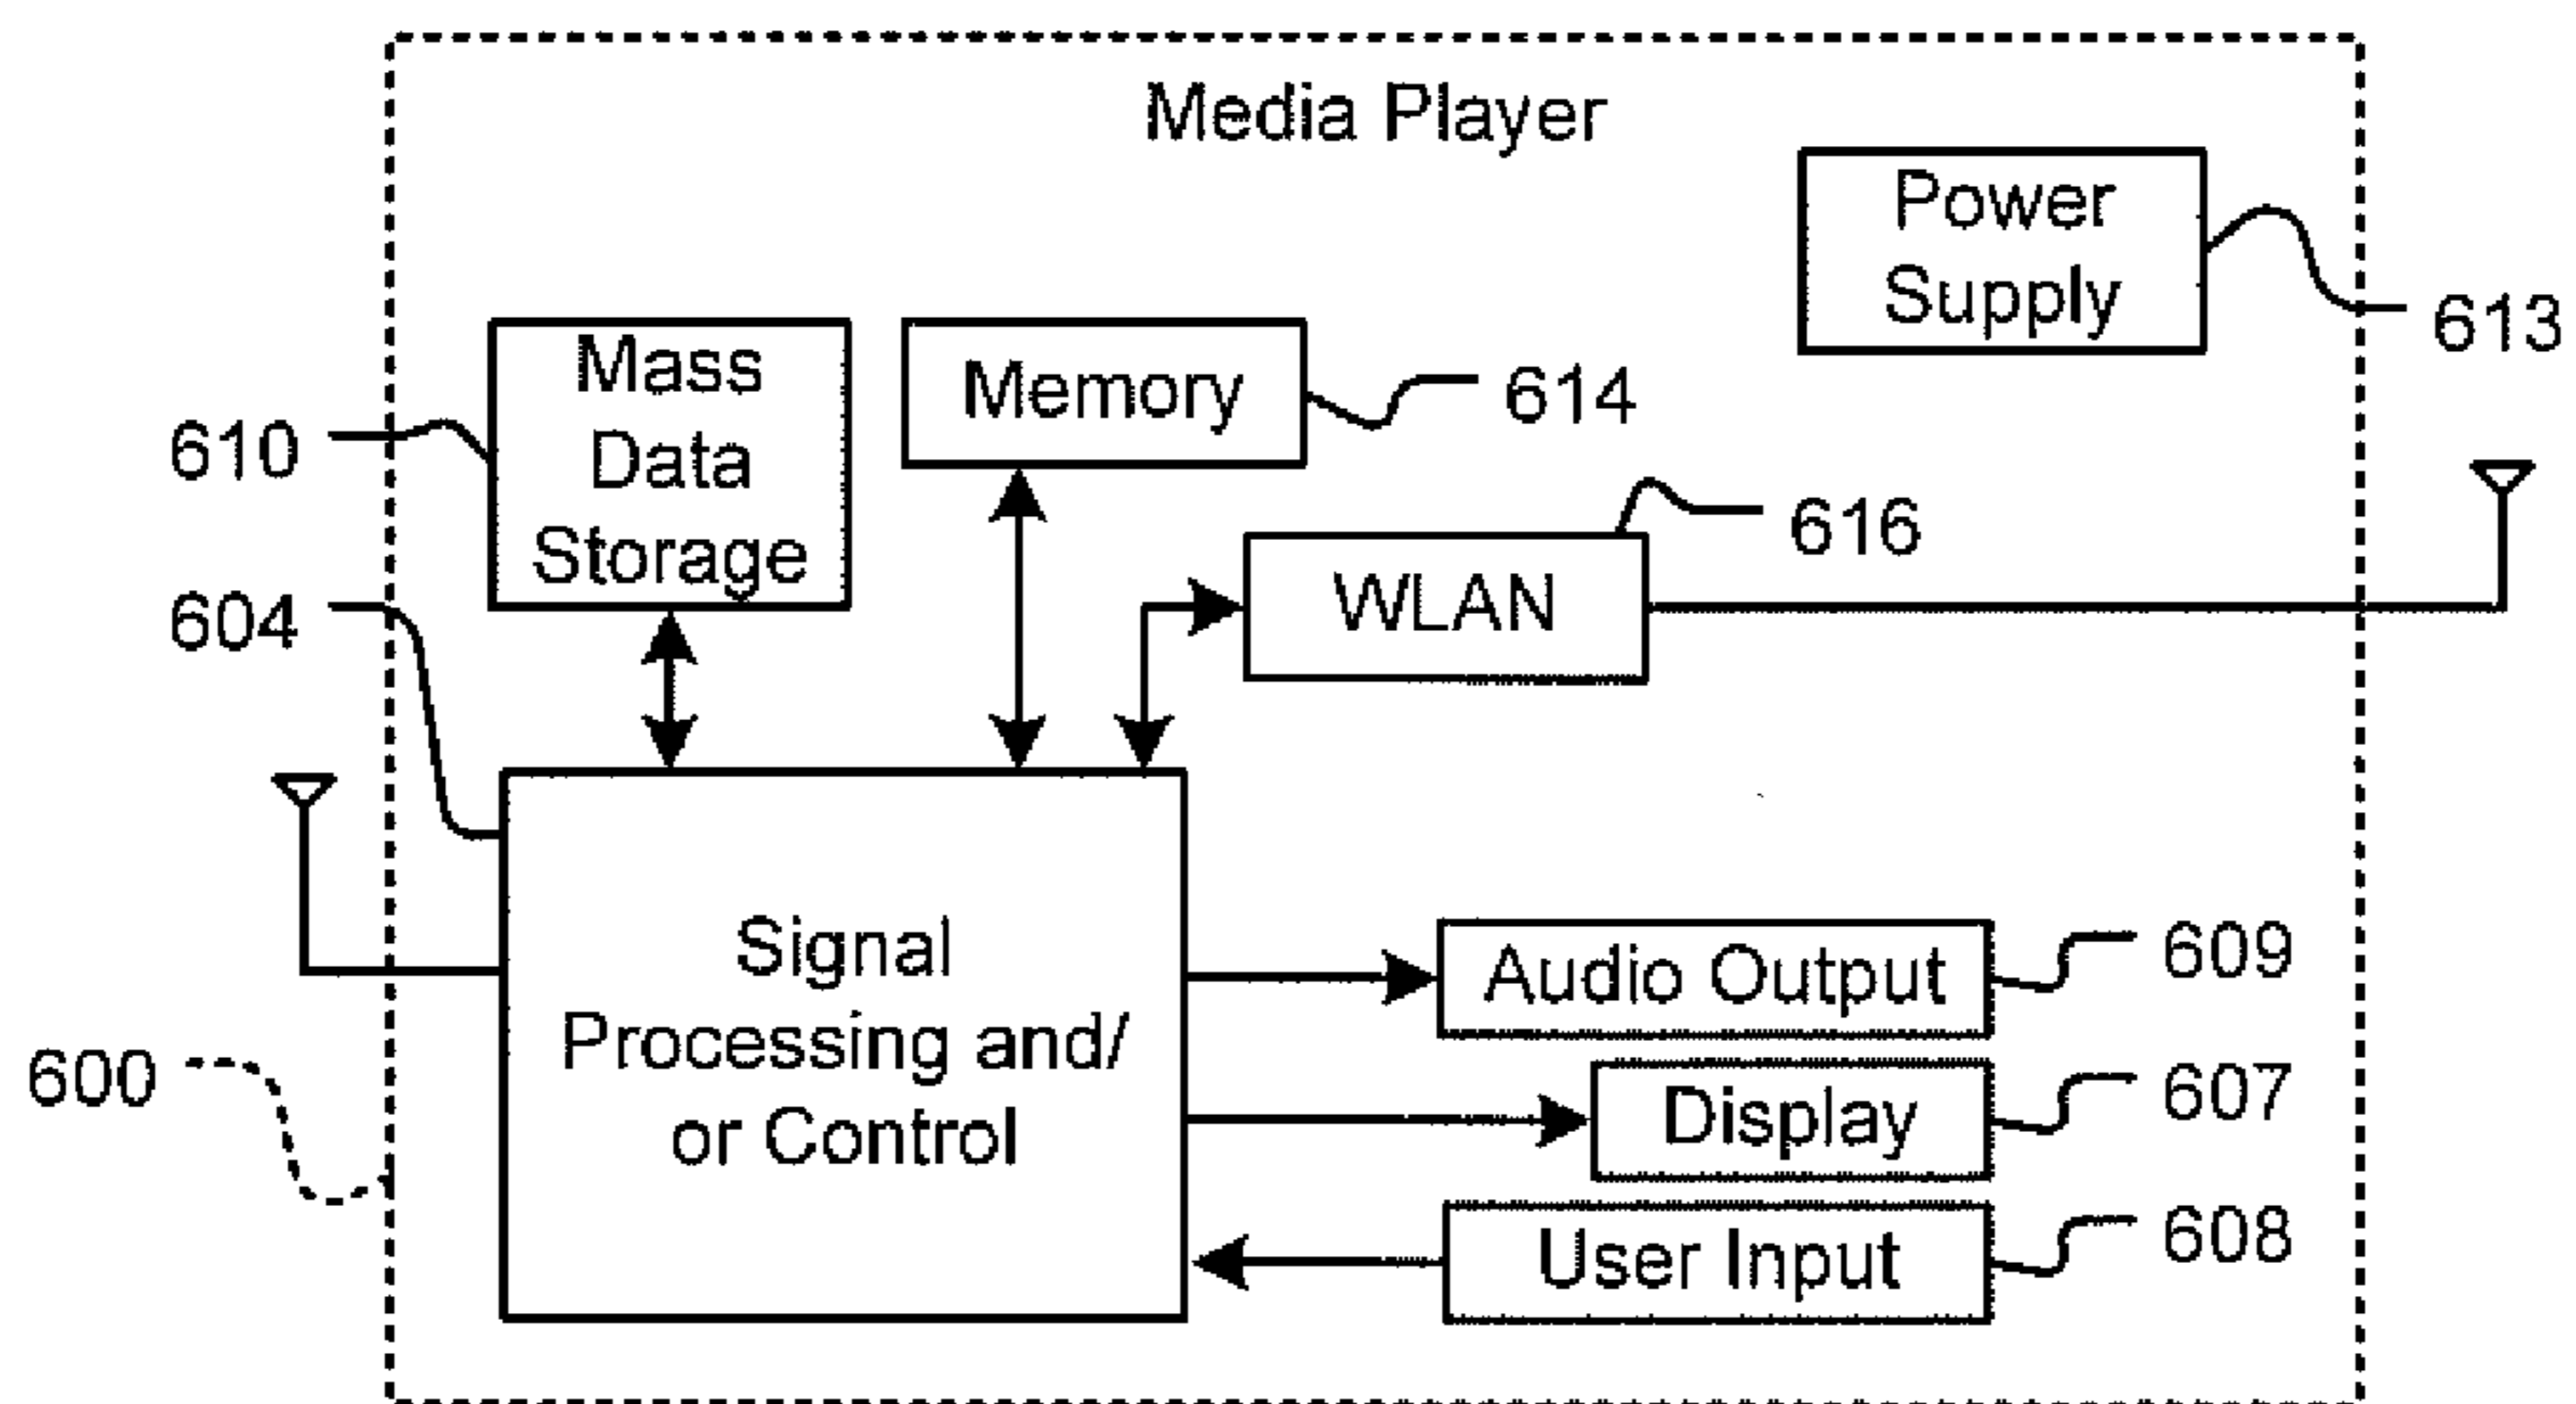 Media Player
Power
Supply
613
Mass
Data
Storage
610
Memory
614
616
WLAN
604
Signal
Processing and/
or Control
600
Audio Output
609
Display
607
User Input
608